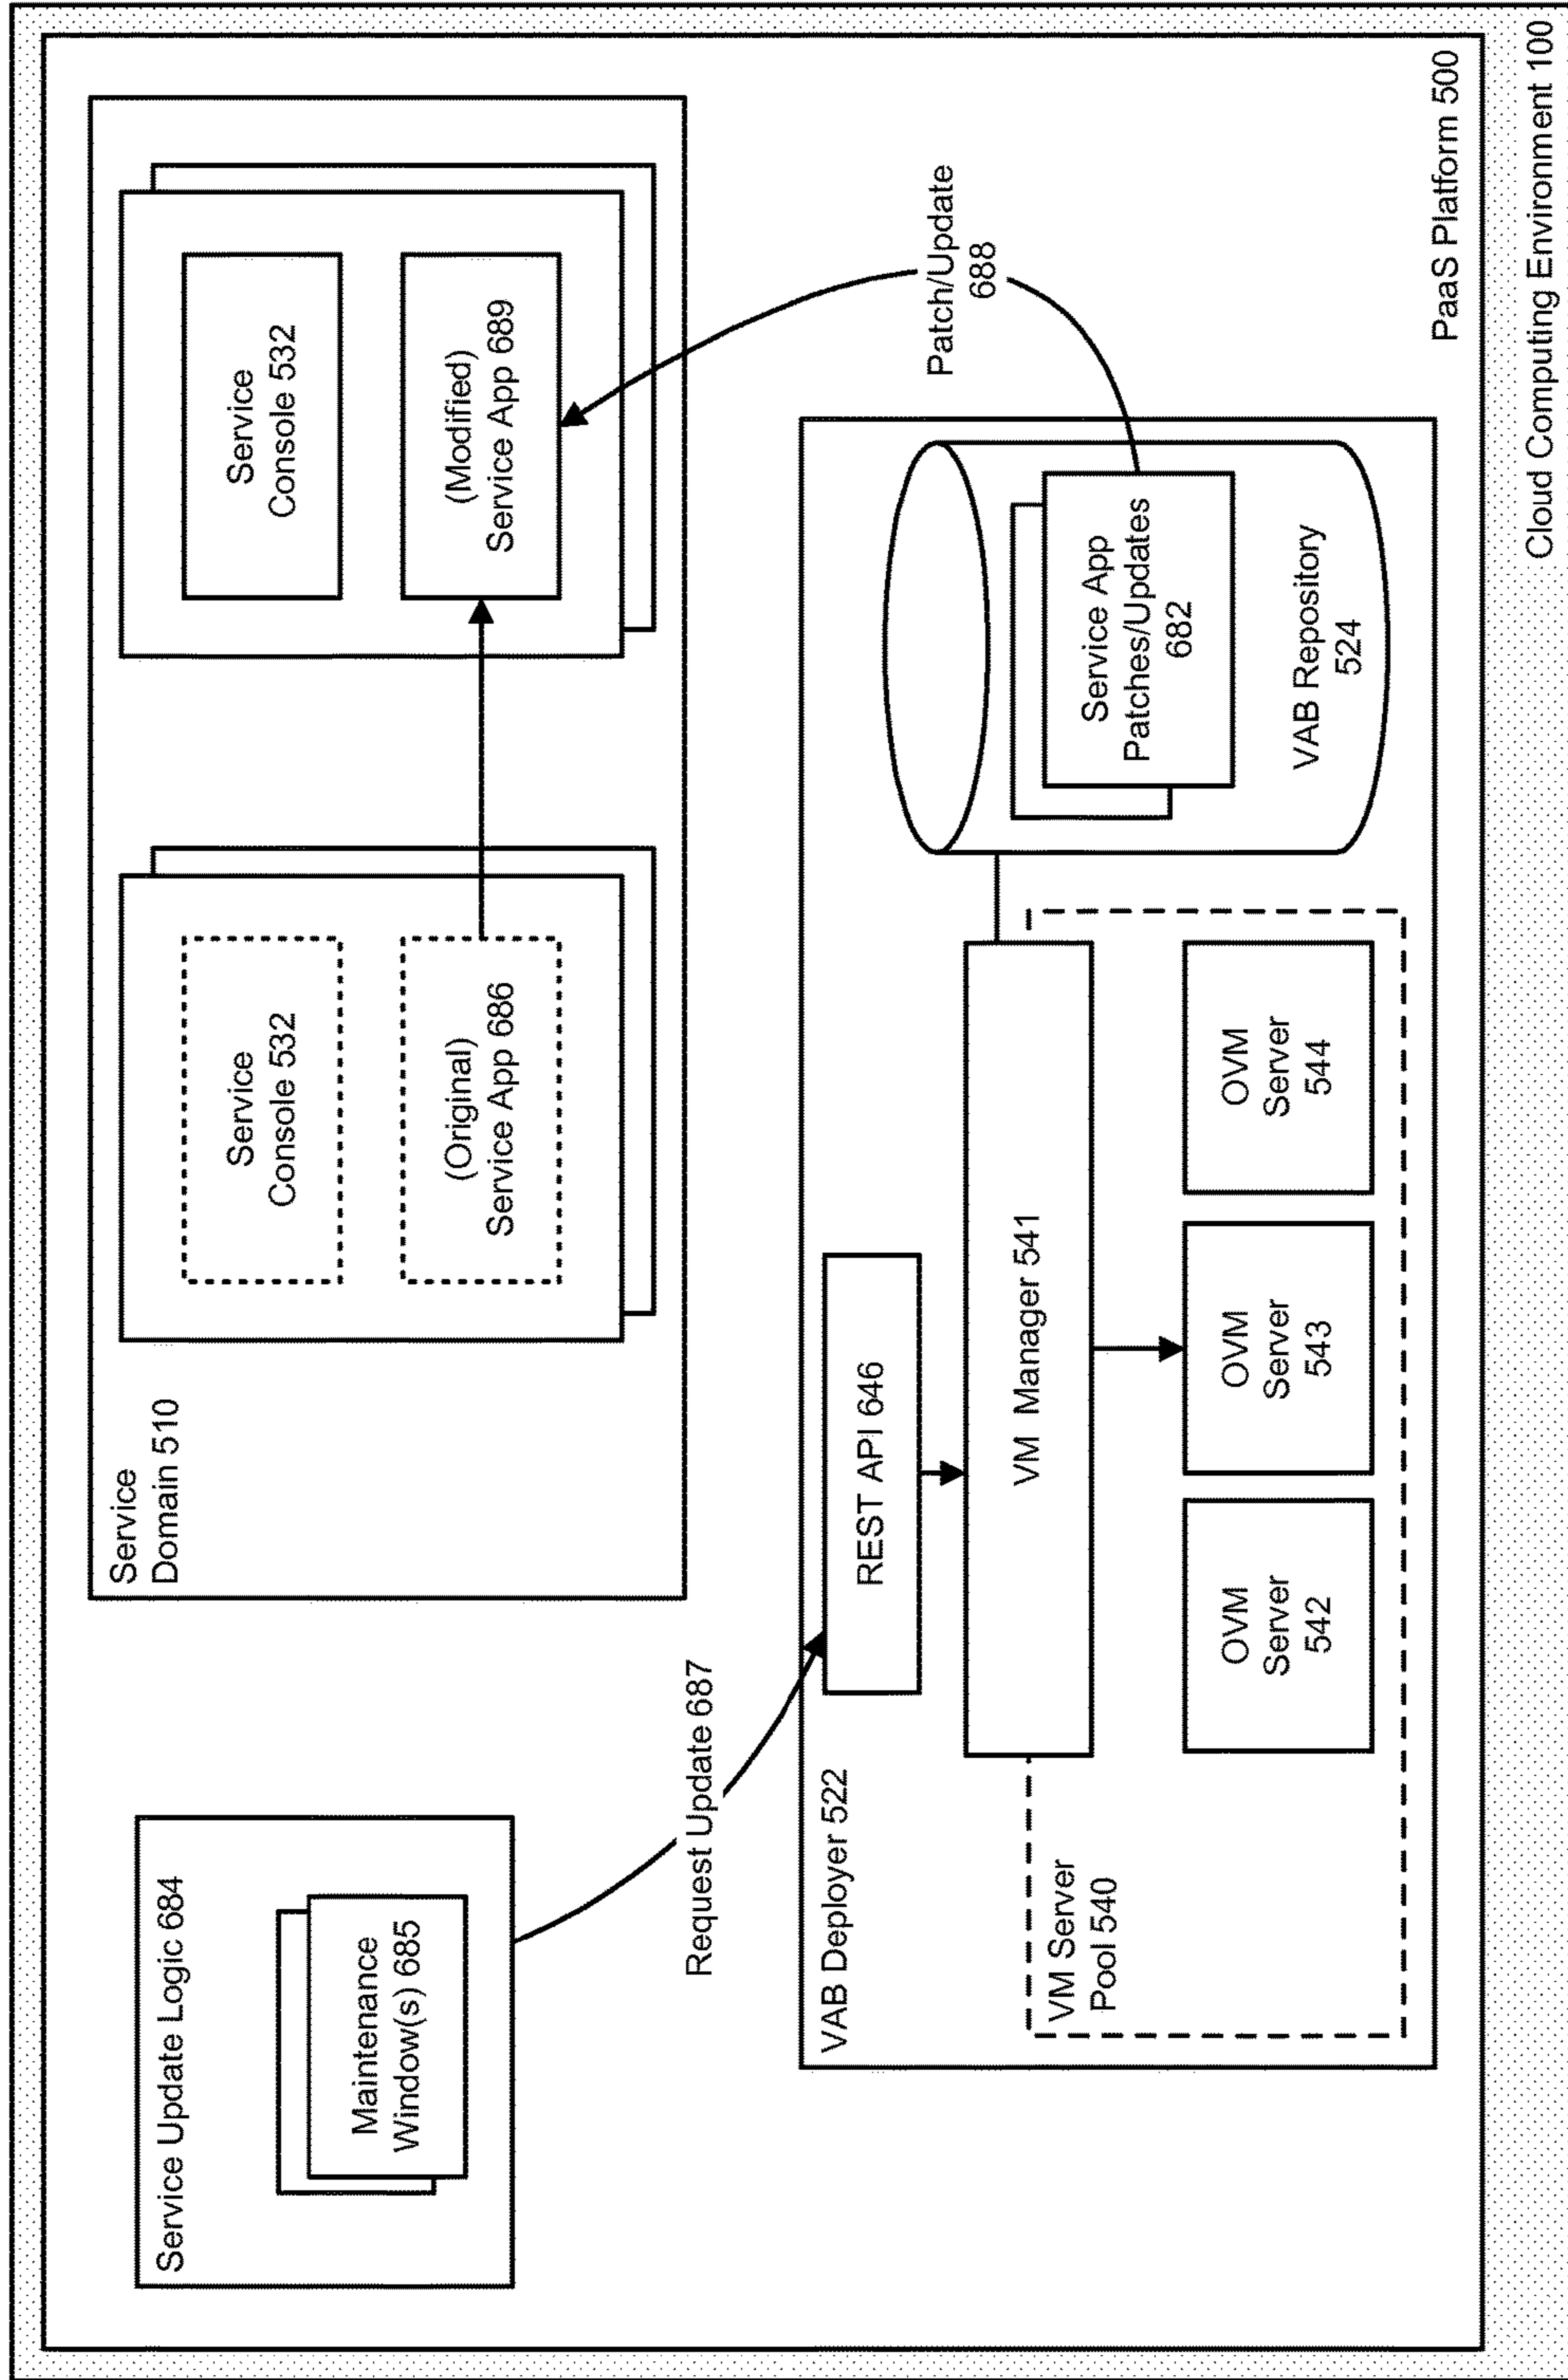 Service Update Logic 684
Maintenance
Window(s) 685
Service
Domain 510
Service
Console 532
(Original)
Service App 686
Service
Console 532
(Modified)
Service App 689
Request Update 687
Patch/Update
688
VAB Deployer 522
REST API 646
VM Manager 541
VM Server
Pool 540
OVM
Server
542
OVM
Server
543
OVM
Server
544
Service App
Patches/Updates
682
VAB Repository
524
PaaS Platform 500
Cloud Computing Environment 100